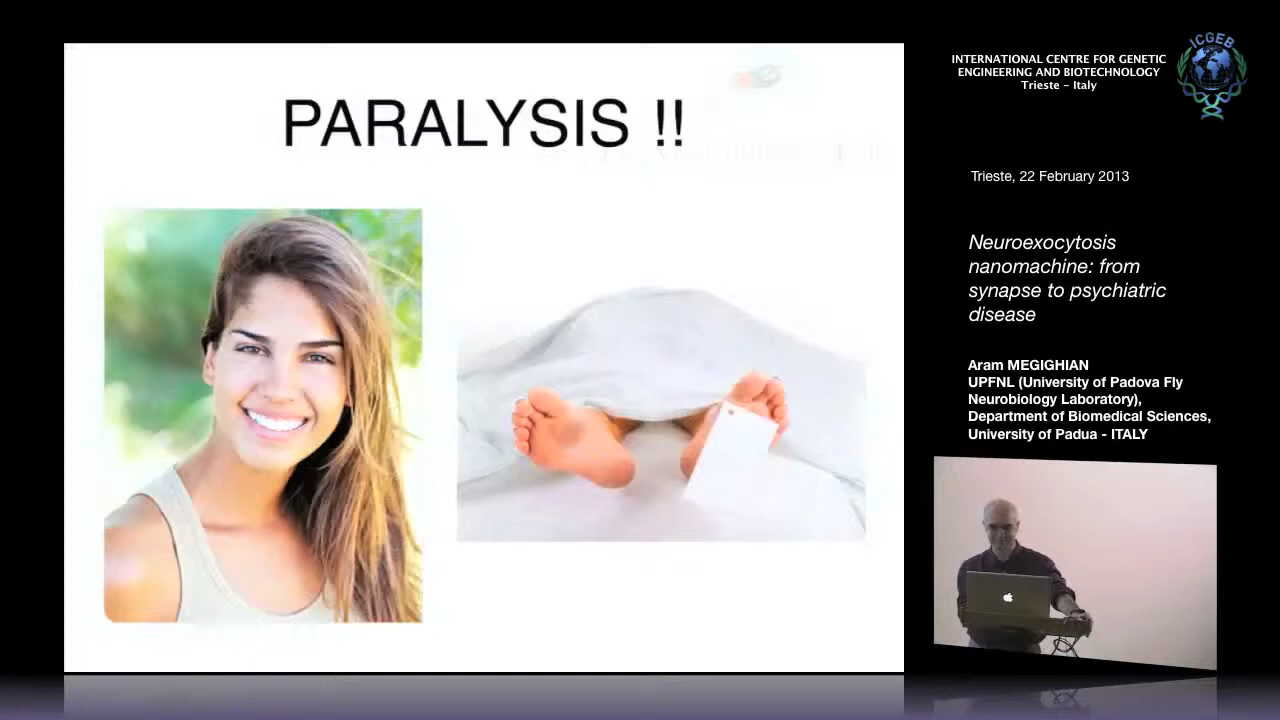 PARALYSIS !!
ICGEB
INTERNATIONAL CENTRE FOR GENETIC
ENGINEERING AND BIOTECHNOLOGY
Trieste - Italy
Trieste, 22 February 2013
Neuroexocytosis
nanomachine: from
synapse to psychiatric
disease
Aram MEGIGHIAN
UPFNL (University of Padova Fly
Neurobiology Laboratory),
Department of Biomedical Sciences,
University of Padua - ITALY